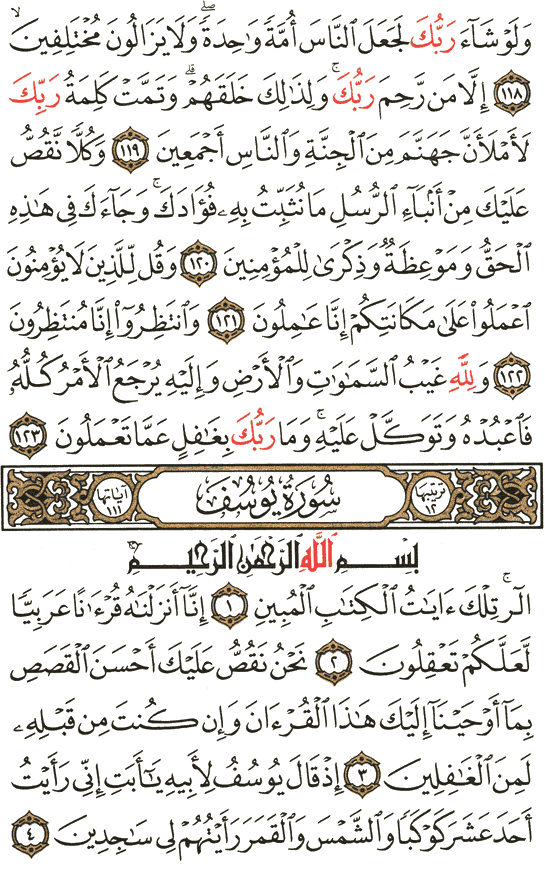 وَلَوْ شَآءَ رَبُّكَ لَجَعَلَ ٱلنَّاسَ أُمَّةً وَٰحِدَةً ۖ وَلَا يَزَالُونَ مُخْتَلِفِينَ
١١٨ إِلَّا مَن رَّحِمَ رَبُّكَ ۚ وَلِذَٰلِكَ خَلَقَهُمْ ۗ وَتَمَّتْ كَلِمَةُ رَبِّكَ
لَأَمْلَأَنَّ جَهَنَّمَ مِنَ ٱلْجِنَّةِ وَٱلنَّاسِ أَجْمَعِينَ ١١٩ وَكُلًّا نَّقُصُّ
عَلَيْكَ مِنْ أَنۢبَآءِ ٱلرُّسُلِ مَا نُثَبِّتُ بِهِۦ فُؤَادَكَ ۚ وَجَآءَكَ فِى هَٰذِهِ
ٱلْحَقُّ وَمَوْعِظَةٌ وَذِكْرَىٰ لِلْمُؤْمِنِينَ ١٢٠ وَقُل لِّلَّذِينَ لَا يُؤْمِنُونَ
ٱعْمَلُوا۟ عَلَىٰ مَكَانَتِكُمْ إِنَّا عَٰمِلُونَ ١٢١ وَٱنتَظِرُوٓا۟ إِنَّا مُنتَظِرُونَ
١٢٢ وَلِلَّهِ غَيْبُ ٱلسَّمَٰوَٰتِ وَٱلْأَرْضِ وَإِلَيْهِ يُرْجَعُ ٱلْأَمْرُ كُلُّهُۥ
فَٱعْبُدْهُ وَتَوَكَّلْ عَلَيْهِ ۚ وَمَا رَبُّكَ بِغَٰفِلٍ عَمَّا تَعْمَلُونَ ١٢٣
ترتيبها ١٢ سُورَةُ يُوسُفَ آياتها ١١١
بِسْمِ ٱللَّهِ ٱلرَّحْمَٰنِ ٱلرَّحِيمِ
الٓر ۚ تِلْكَ ءَايَٰتُ ٱلْكِتَٰبِ ٱلْمُبِينِ ١ إِنَّآ أَنزَلْنَٰهُ قُرْءَٰنًا عَرَبِيًّا
لَّعَلَّكُمْ تَعْقِلُونَ ٢ نَحْنُ نَقُصُّ عَلَيْكَ أَحْسَنَ ٱلْقَصَصِ
بِمَآ أَوْحَيْنَآ إِلَيْكَ هَٰذَا ٱلْقُرْءَانَ وَإِن كُنتَ مِن قَبْلِهِۦ
لَمِنَ ٱلْغَٰفِلِينَ ٣ إِذْ قَالَ يُوسُفُ لِأَبِيهِ يَٰٓأَبَتِ إِنِّى رَأَيْتُ
أَحَدَ عَشَرَ كَوْكَبًا وَٱلشَّمْسَ وَٱلْقَمَرَ رَأَيْتُهُمْ لِى سَٰجِدِينَ ٤